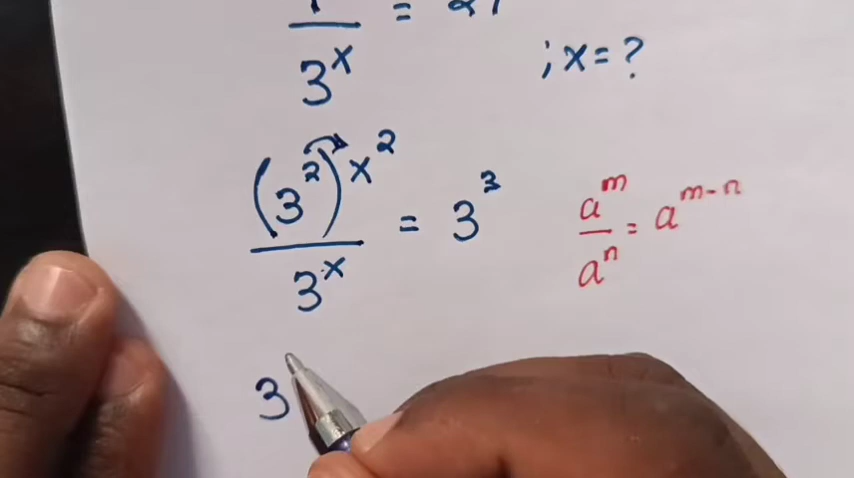 3^x = 27
; x = ?
(3^2)^x^2 / 3^x = 3^3
a^m / a^n = a^m-n
3